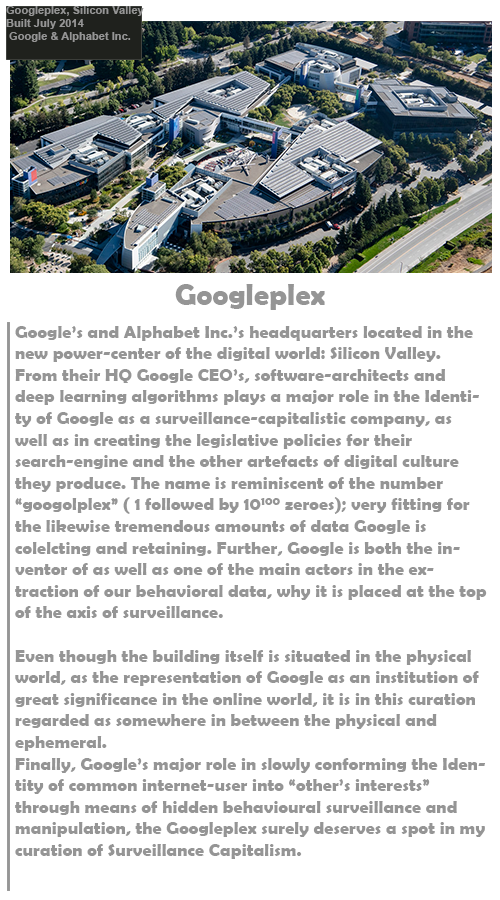 Googleplex, Silicon Valley
Built July 2014
Google & Alphabet Inc.
Googleplex
Google’s and Alphabet Inc.’s headquarters located in the
new power-center of the digital world: Silicon Valley.
From their HQ Google CEO’s, software-architects and
deep learning algorithms plays a major role in the Identi-
ty of Google as a surveillance-capitalistic company, as
well as in creating the legislative policies for their
search-engine and the other artefacts of digital culture
they produce. The name is reminiscent of the number
“googolplex” ( 1 followed by 10¹⁰⁰ zeroes); very fitting for
the likewise tremendous amounts of data Google is
colelcting and retaining. Further, Google is both the in-
ventor of as well as one of the main actors in the ex-
traction of our behavioral data, why it is placed at the top
of the axis of surveillance.
Even though the building itself is situated in the physical
world, as the representation of Google as an institution of
great significance in the online world, it is in this curation
regarded as somewhere in between the physical and
ephemeral.
Finally, Google’s major role in slowly conforming the Iden-
tity of common internet-user into “other’s interests”
through means of hidden behavioural surveillance and
manipulation, the Googleplex surely deserves a spot in my
curation of Surveillance Capitalism.